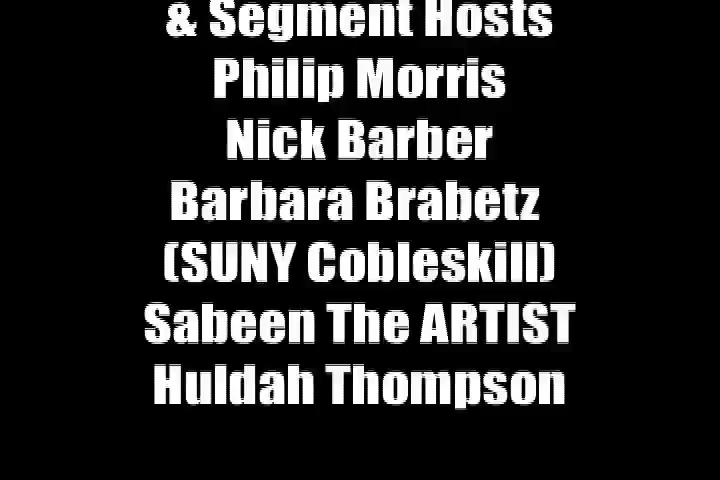 & Segment Hosts
Philip Morris
Nick Barber
Barbara Brabetz
(SUNY Cobleskill)
Sabeen The ARTIST
Huldah Thompson